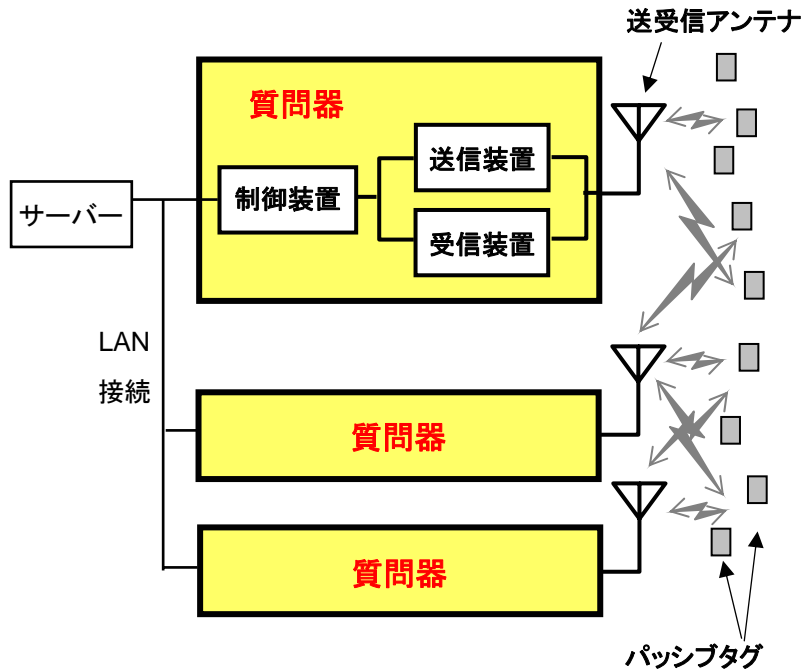 送受信アンテナ
質問器
送信装置
制御装置
サーバー
受信装置
LAN
接続
質問器
質問器
パッシブタグ